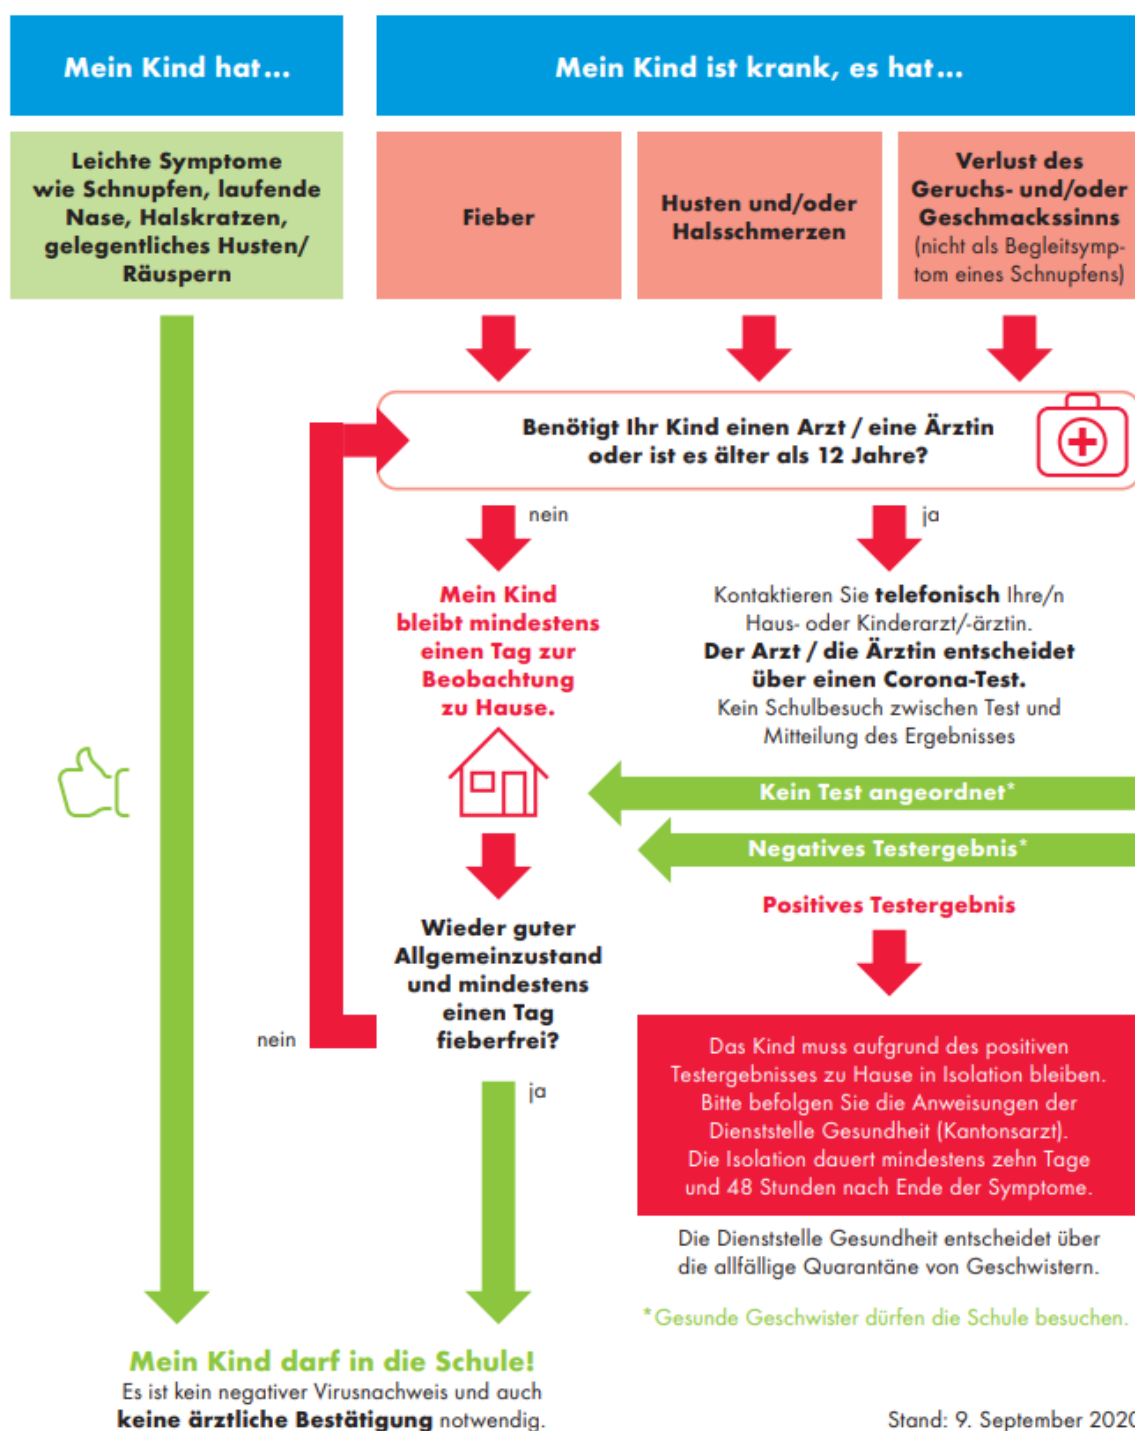 Mein Kind hat...
Mein Kind ist krank, es hat...
Leichte Symptome
wie Schnupfen, laufende
Nase, Halskratzen,
gelegentliches Husten/
Räuspern
Fieber
Husten und/oder
Halsschmerzen
Verlust des
Geruchs- und/oder
Geschmackssinns
(nicht als Begleitsymp-
tom eines Schnupfens)
Benötigt Ihr Kind einen Arzt / eine Ärztin
oder ist es älter als 12 Jahre?
nein
ja
Mein Kind
bleibt mindestens
einen Tag zur
Beobachtung
zu Hause.
Kontaktieren Sie telefonisch Ihre/n
Haus- oder Kinderarzt/-ärztin.
Der Arzt / die Ärztin entscheidet
über einen Corona-Test.
Kein Schulbesuch zwischen Test und
Mitteilung des Ergebnisses
Kein Test angeordnet*
Negatives Testergebnis*
Positives Testergebnis
Wieder guter
Allgemeinzustand
und mindestens
einen Tag
fieberfrei?
nein
ja
Das Kind muss aufgrund des positiven
Testergebnisses zu Hause in Isolation bleiben.
Bitte befolgen Sie die Anweisungen der
Dienststelle Gesundheit (Kantonsarzt).
Die Isolation dauert mindestens zehn Tage
und 48 Stunden nach Ende der Symptome.
Die Dienststelle Gesundheit entscheidet über
die allfällige Quarantäne von Geschwistern.
*Gesunde Geschwister dürfen die Schule besuchen.
Mein Kind darf in die Schule!
Es ist kein negativer Virusnachweis und auch
keine ärztliche Bestätigung notwendig.
Stand: 9. September 2020